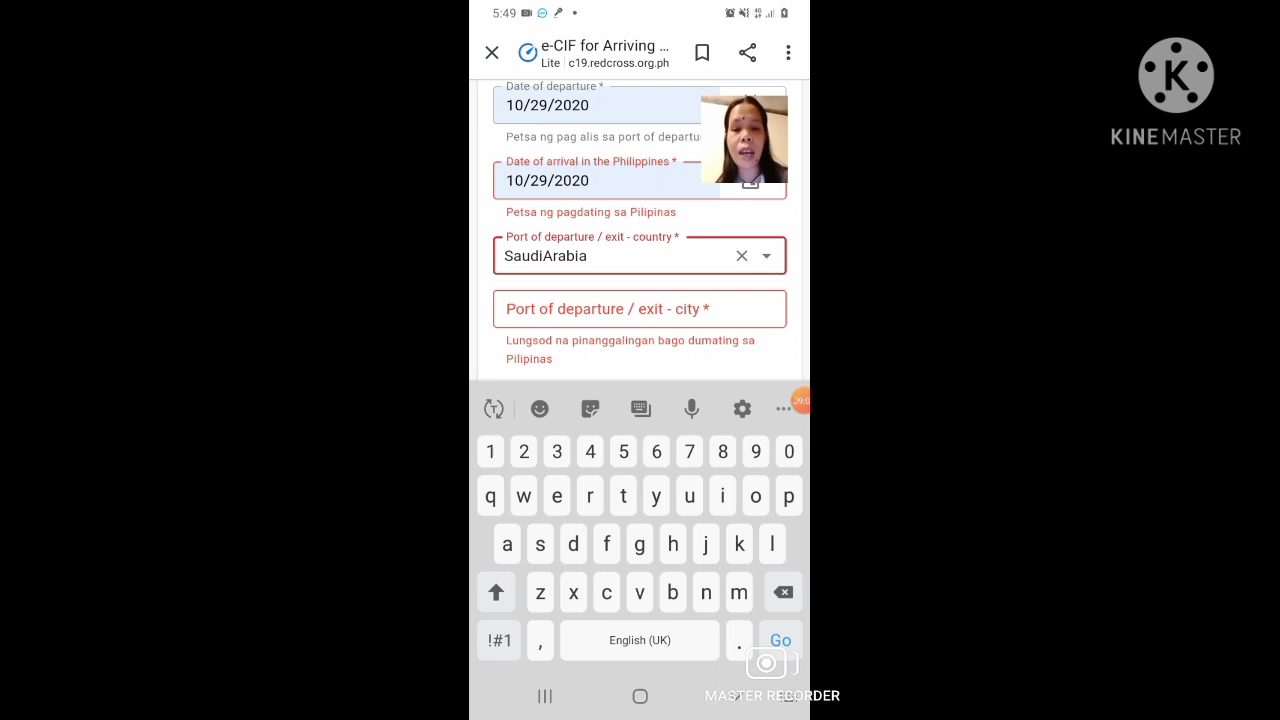 5:49
e-CIF for Arriving ...
Lite c19.redcross.org.ph
KINEMASTER
Date of departure *
10/29/2020
Petsa ng pag alis sa port of departu
Date of arrival in the Philippines *
10/29/2020
Petsa ng pagdating sa Pilipinas
Port of departure / exit - country *
SaudiArabia
Port of departure / exit - city *
Lungsod na pinanggalingan bago dumating sa
Pilipinas
1 2 3 4 5 6 7 8 9 0
q w e r t y u i o p
a s d f g h j k l
z x c v b n m
!#1 , English (UK) . Go
MASTER RECORDER